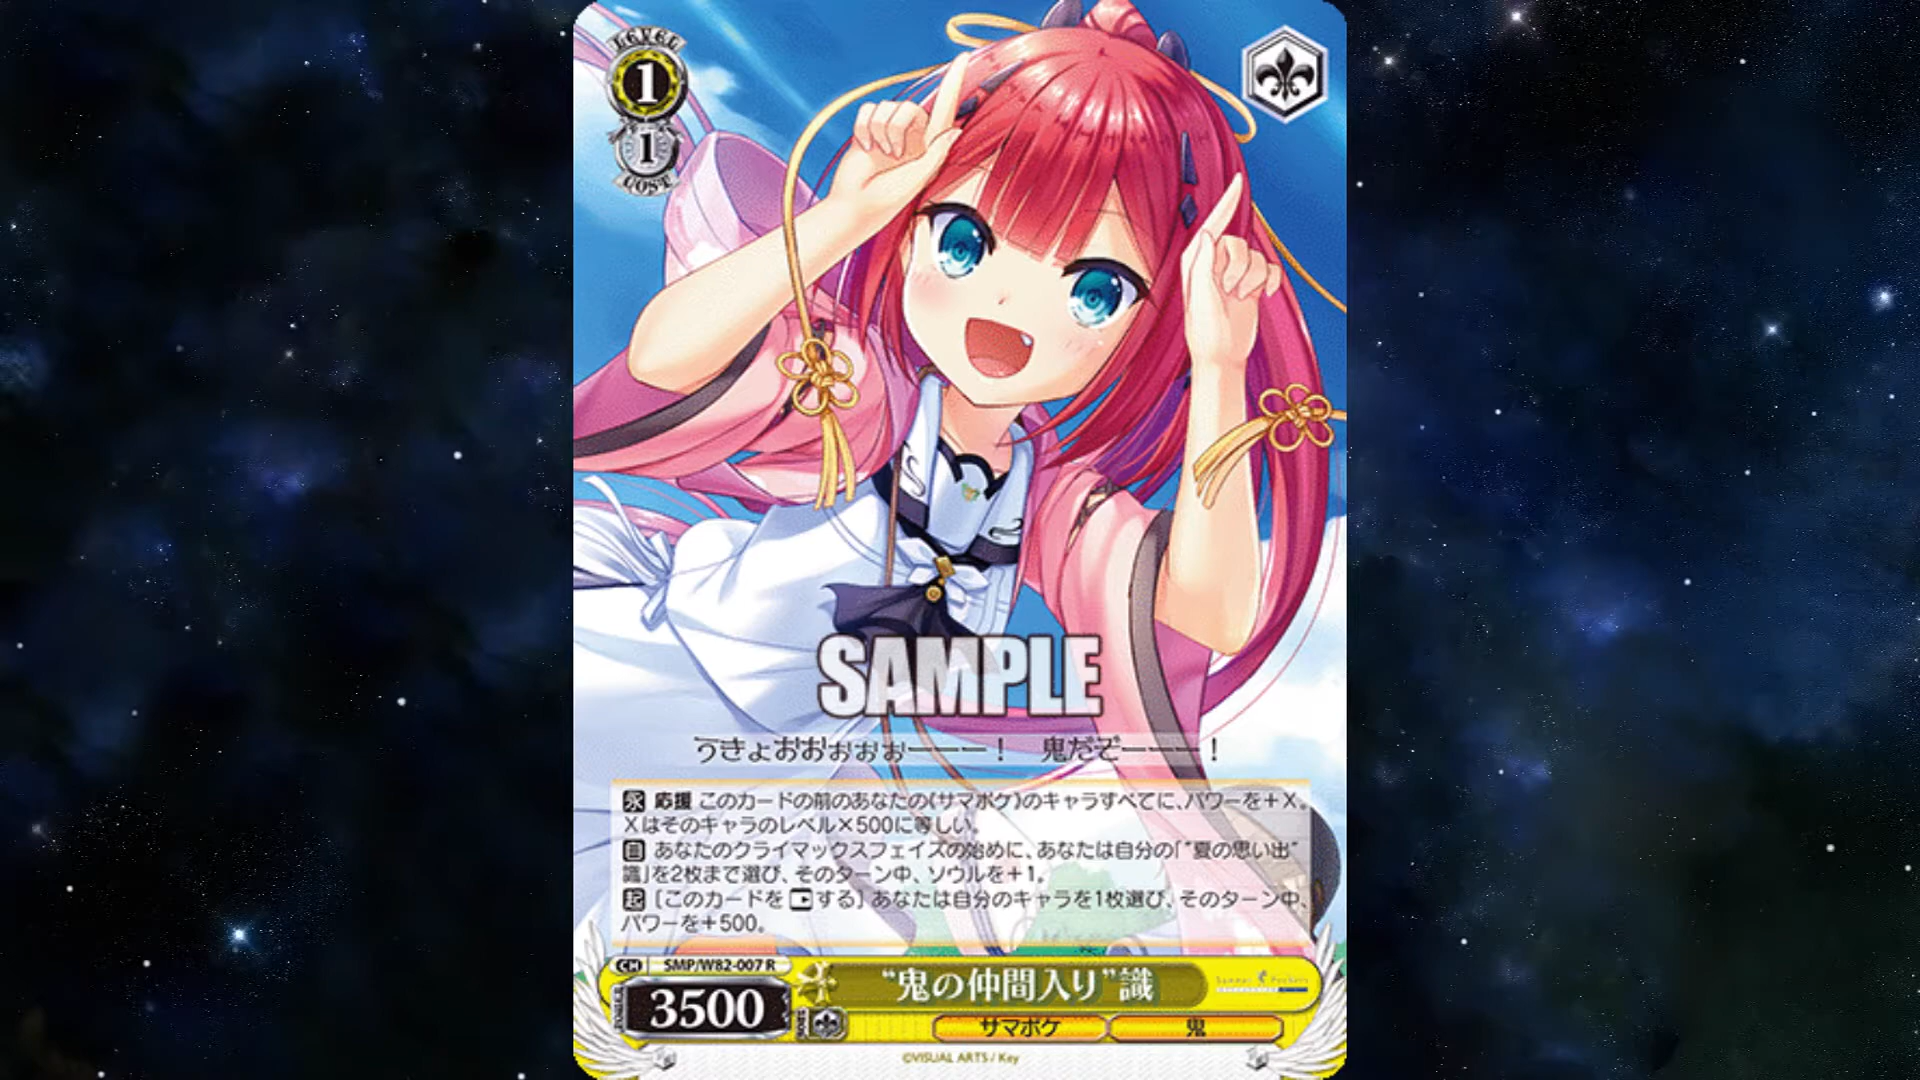 LEVEL
1
1
COST
SAMPLE
うきょおおぉぉぉーーー！　鬼だぞーーー！
永 応援 このカードの前のあなたの《サマポケ》のキャラすべてに、パワーを＋X。
Xはそのキャラのレベル×500に等しい。
自 あなたのクライマックスフェイズの始めに、あなたは自分の「“夏の思い出”
識」を2枚まで選び、そのターン中、ソウルを＋1。
起 ［このカードをする］ あなたは自分のキャラを1枚選び、そのターン中、
パワーを＋500。
CH SMP/W82-007 R
POWER 3500
“鬼の仲間入り”識
Summer Pockets
SOUL
サマポケ 鬼
©VISUAL ARTS / Key